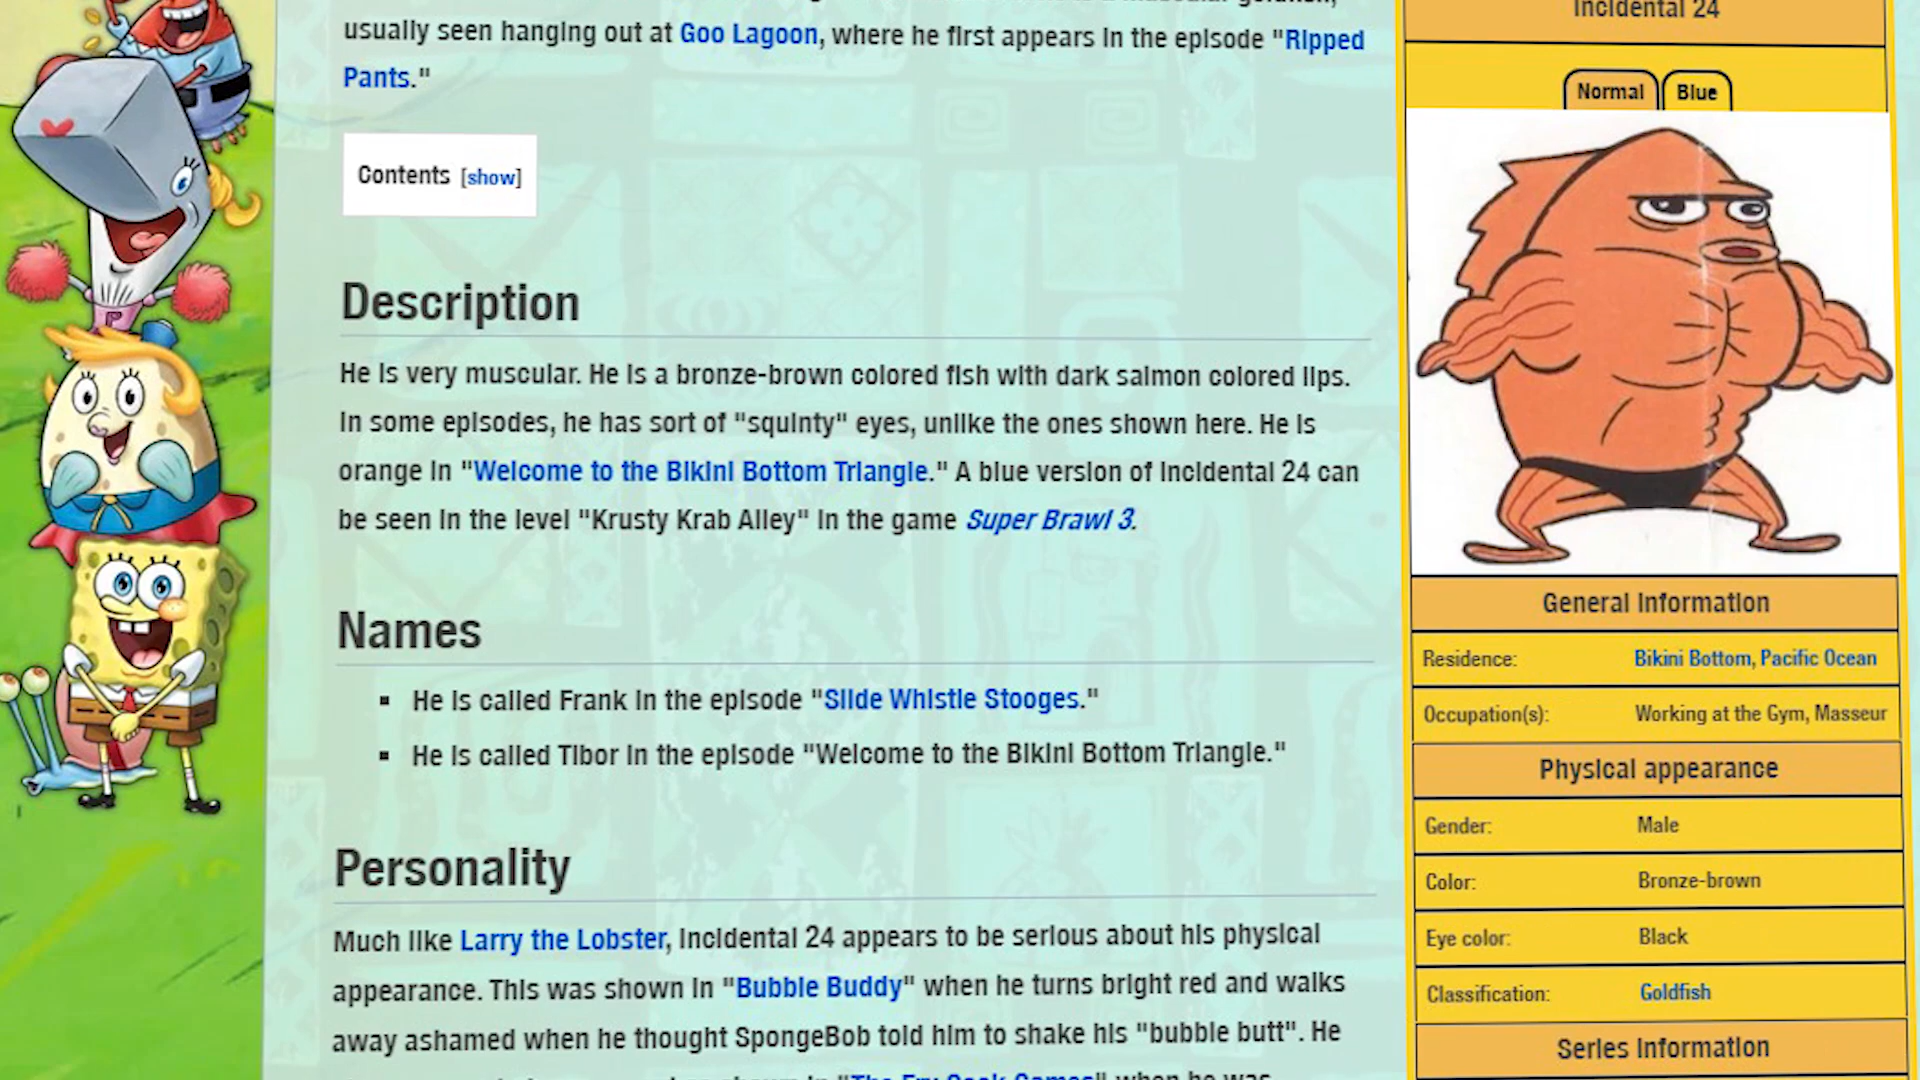 usually seen hanging out at Goo Lagoon, where he first appears in the episode "Ripped
Pants."
Contents [show]
Description
He is very muscular. He is a bronze-brown colored fish with dark salmon colored lips.
In some episodes, he has sort of "squinty" eyes, unlike the ones shown here. He is
orange in "Welcome to the Bikini Bottom Triangle." A blue version of Incidental 24 can
be seen in the level "Krusty Krab Alley" in the game Super Brawl 3.
Names
▪ He is called Frank in the episode "Slide Whistle Stooges."
▪ He is called Tibor in the episode "Welcome to the Bikini Bottom Triangle."
Personality
Much like Larry the Lobster, Incidental 24 appears to be serious about his physical
appearance. This was shown in "Bubble Buddy" when he turns bright red and walks
away ashamed when he thought SpongeBob told him to shake his "bubble butt". He
shown in "The Fry Cook Games" when he was
Incidental 24
Normal
Blue
General Information
Residence: Bikini Bottom, Pacific Ocean
Occupation(s): Working at the Gym, Masseur
Physical appearance
Gender: Male
Color: Bronze-brown
Eye color: Black
Classification: Goldfish
Series Information
P